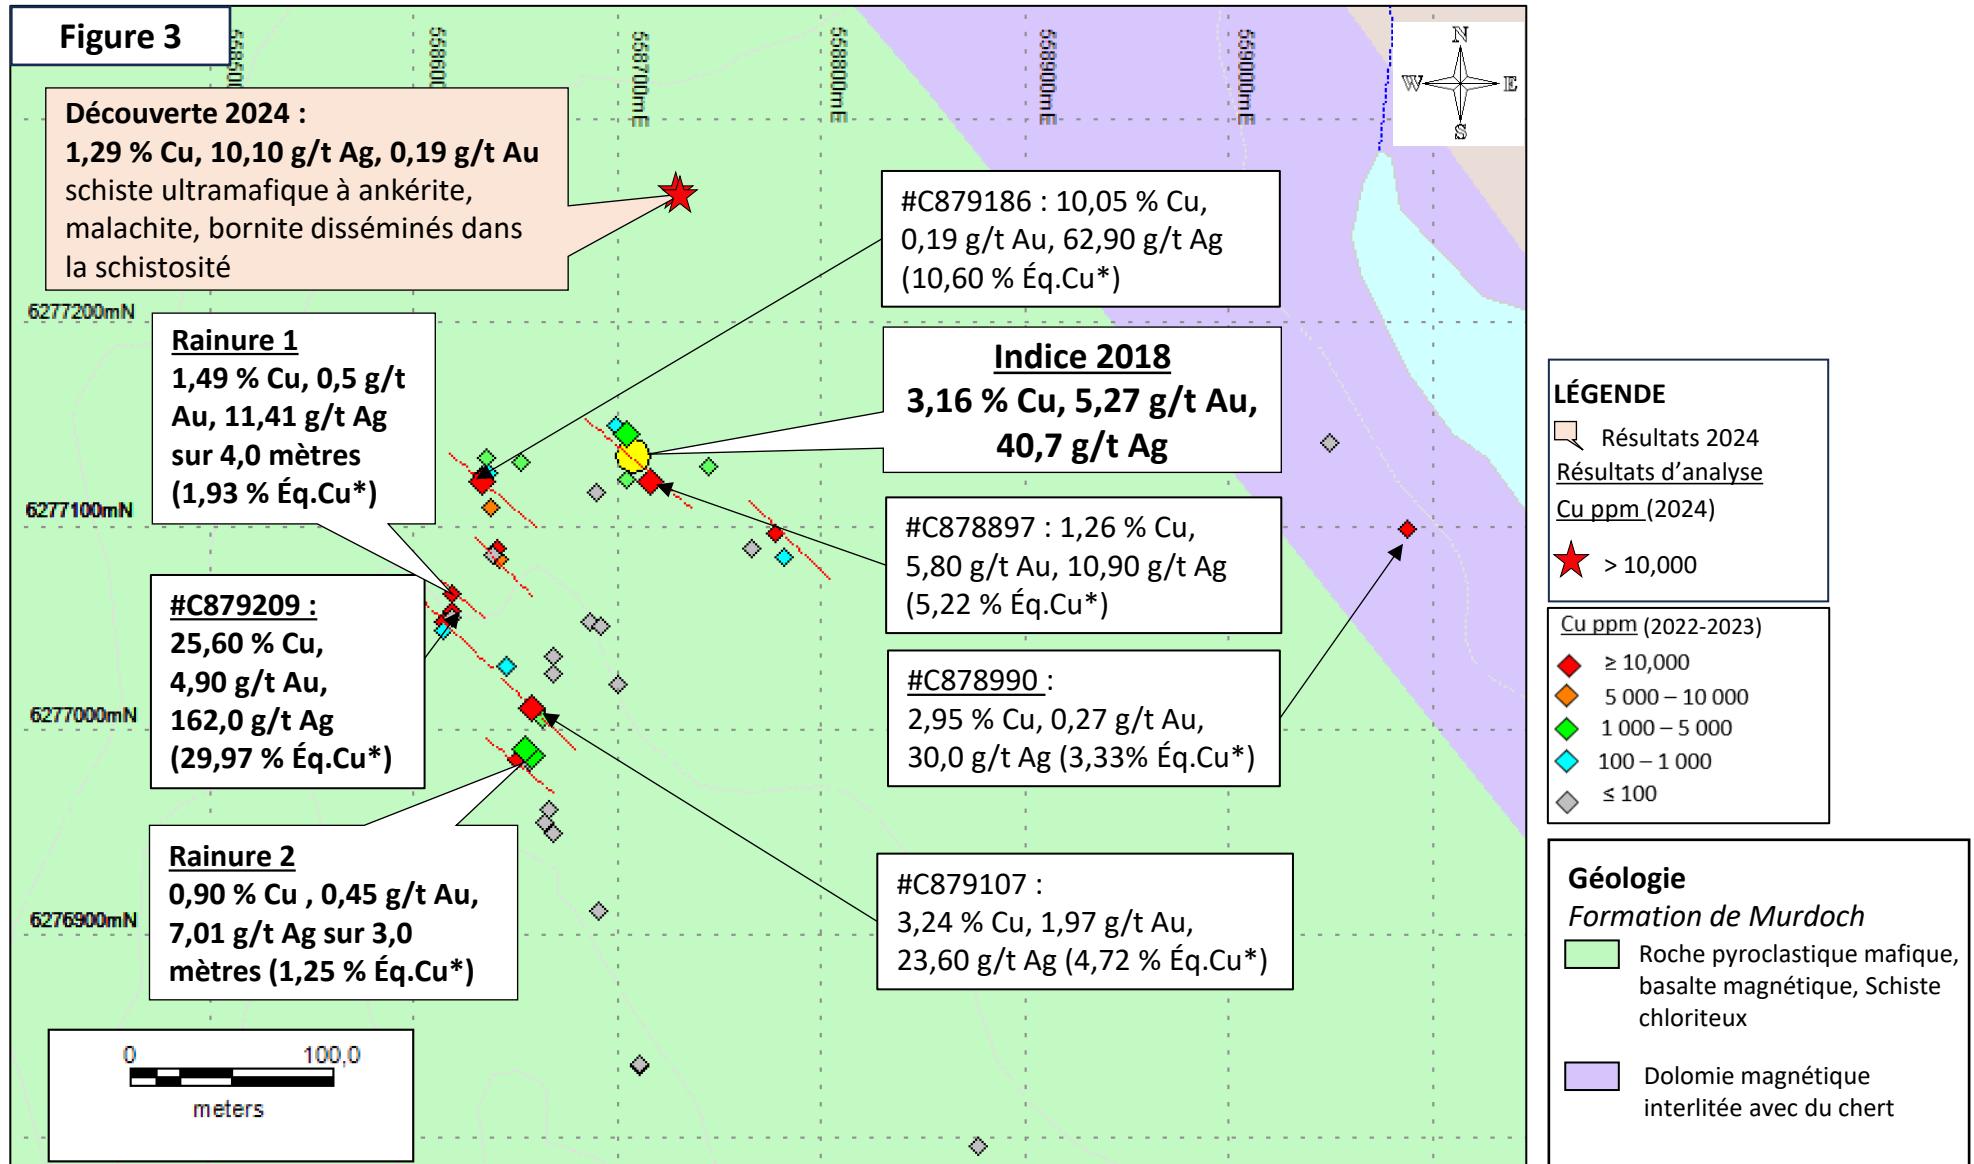 Figure 3
558500
558600
558700mE
558800mE
558900mE
559000mE
N
W
E
S
Découverte 2024 :
1,29 % Cu, 10,10 g/t Ag, 0,19 g/t Au
schiste ultramafique à ankérite,
malachite, bornite disséminés dans
la schistosité
#C879186 : 10,05 % Cu,
0,19 g/t Au, 62,90 g/t Ag
(10,60 % Éq.Cu*)
6277200mN
Rainure 1
1,49 % Cu, 0,5 g/t
Au, 11,41 g/t Ag
sur 4,0 mètres
(1,93 % Éq.Cu*)
Indice 2018
3,16 % Cu, 5,27 g/t Au,
40,7 g/t Ag
6277100mN
#C878897 : 1,26 % Cu,
5,80 g/t Au, 10,90 g/t Ag
(5,22 % Éq.Cu*)
#C879209 :
25,60 % Cu,
4,90 g/t Au,
162,0 g/t Ag
(29,97 % Éq.Cu*)
#C878990 :
2,95 % Cu, 0,27 g/t Au,
30,0 g/t Ag (3,33% Éq.Cu*)
6277000mN
Rainure 2
0,90 % Cu , 0,45 g/t Au,
7,01 g/t Ag sur 3,0
mètres (1,25 % Éq.Cu*)
#C879107 :
3,24 % Cu, 1,97 g/t Au,
23,60 g/t Ag (4,72 % Éq.Cu*)
6276900mN
0 100,0
meters
LÉGENDE
Résultats 2024
Résultats d’analyse
Cu ppm (2024)
> 10,000
Cu ppm (2022-2023)
≥ 10,000
5 000 – 10 000
1 000 – 5 000
100 – 1 000
≤ 100
Géologie
Formation de Murdoch
Roche pyroclastique mafique,
basalte magnétique, Schiste
chloriteux
Dolomie magnétique
interlitée avec du chert